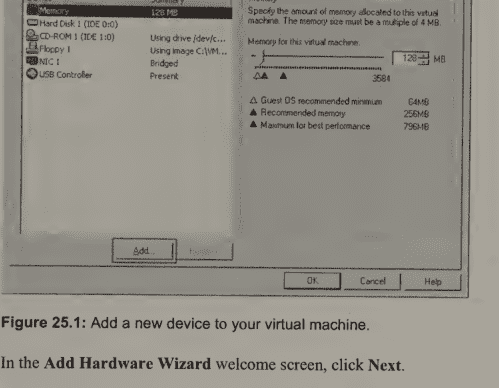 Memory 128 MB
Hard Disk 1 (IDE 0:0)
CD-ROM 1 (IDE 1:0) Using drive /dev/c...
Floppy 1 Using image C:\VM...
NIC 1 Bridged
USB Controller Present
Add...
Specify the amount of memory allocated to this virtual
machine. The memory size must be a multiple of 4 MB.
Memory for this virtual machine:
128 MB
3584
Guest OS recommended minimum 64MB
Recommended memory 256MB
Maximum for best performance 796MB
OK Cancel Help
Figure 25.1: Add a new device to your virtual machine.
In the Add Hardware Wizard welcome screen, click Next.